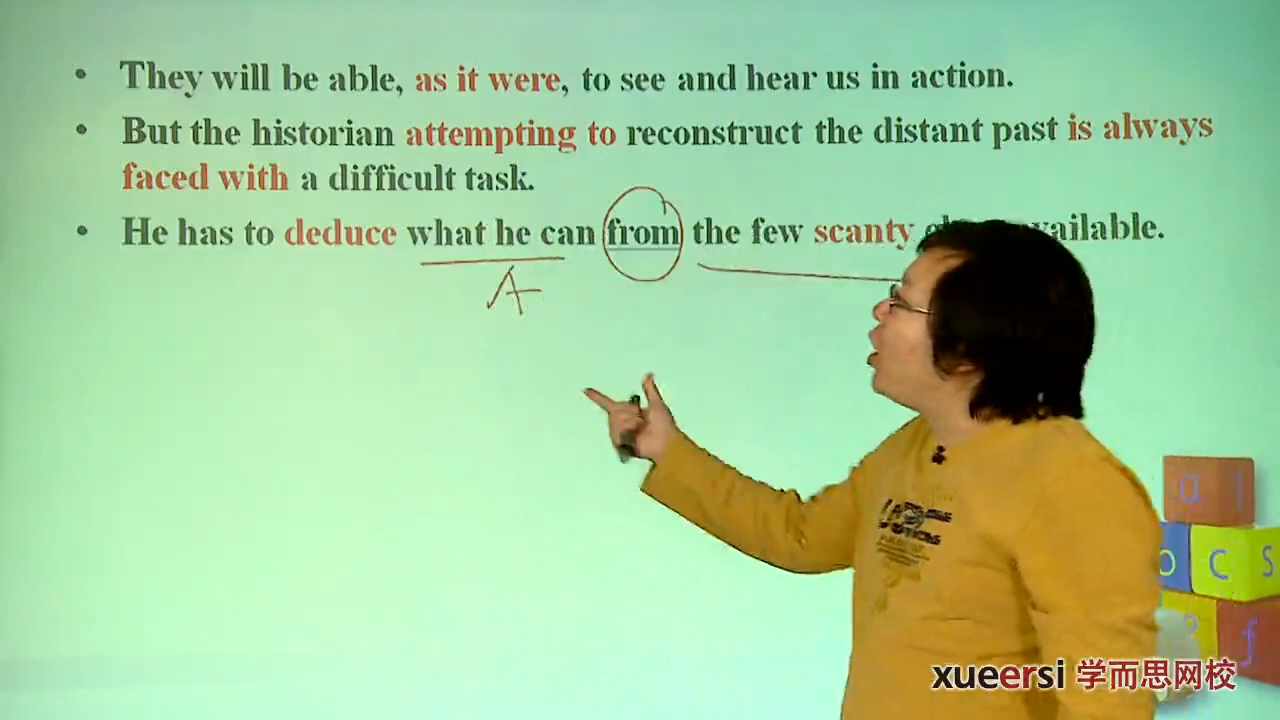 • They will be able, as it were, to see and hear us in action.
• But the historian attempting to reconstruct the distant past is always
faced with a difficult task.
• He has to deduce what he can from the few scanty available.
A
a 1
o c s
f
xueersi 学而思网校